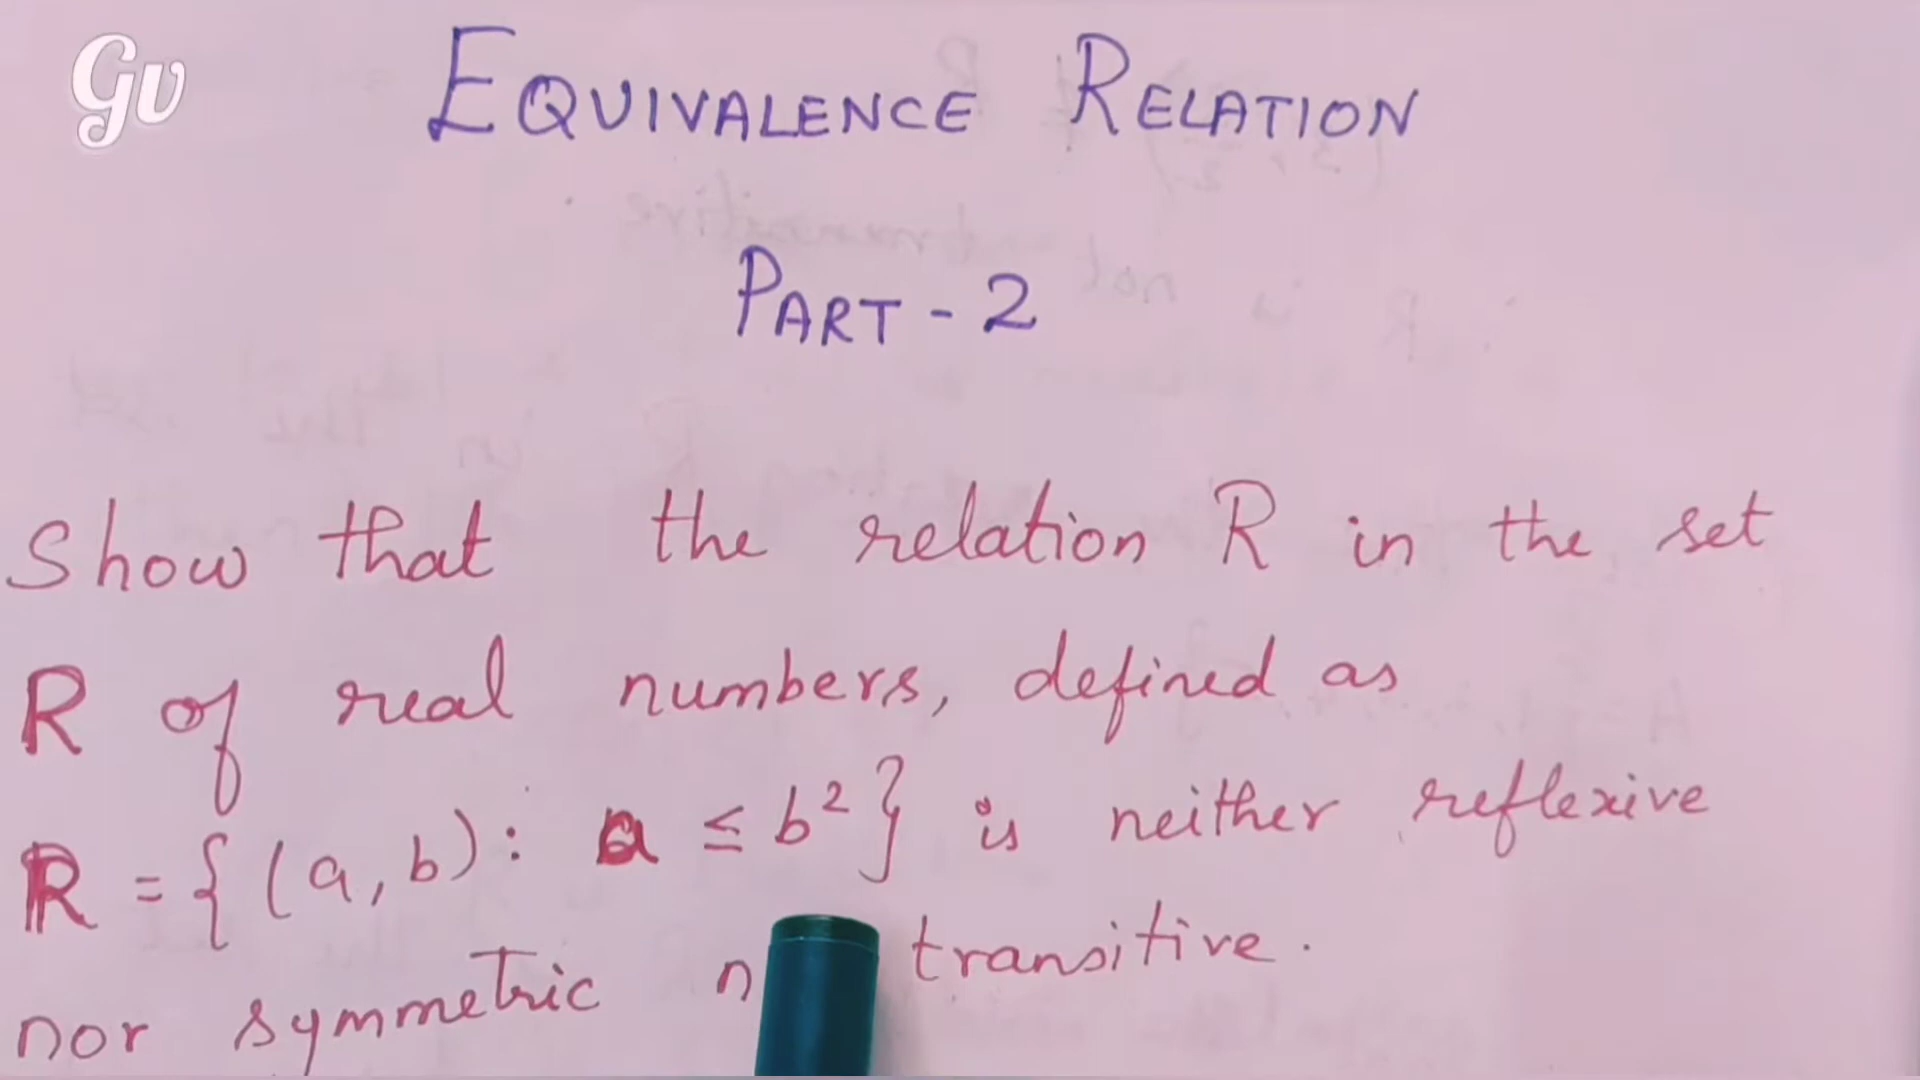 Gv
EQUIVALENCE RELATION
PART-2
Show that the relation R in the set
R of real numbers, defined as
R = {(a, b): a ≤ b²} is neither reflexive
nor symmetric n transitive.